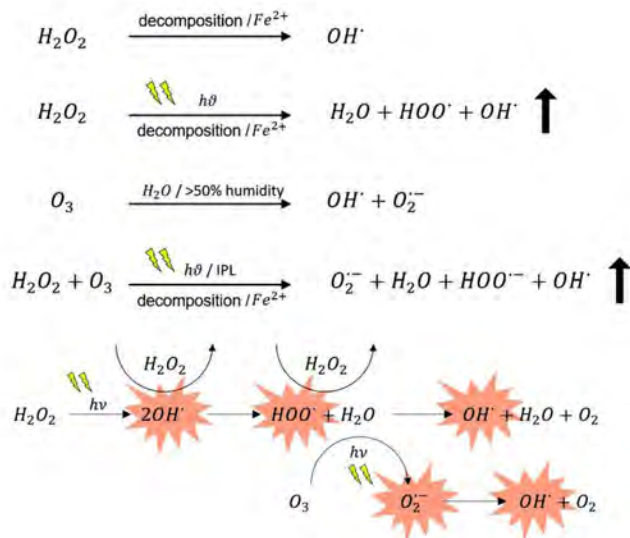 H₂O₂ decomposition / Fe²⁺ OH˙
H₂O₂ hϑ decomposition / Fe²⁺ H₂O + HOO˙ + OH˙
O₃ H₂O / >50% humidity OH˙ + O₂˙⁻
H₂O₂ + O₃ hϑ / IPL decomposition / Fe²⁺ O₂˙⁻ + H₂O + HOO˙⁻ + OH˙
H₂O₂ H₂O₂
H₂O₂ hν 2OH˙ HOO˙ + H₂O OH˙ + H₂O + O₂
hν
O₃ O₂˙⁻ OH˙ + O₂